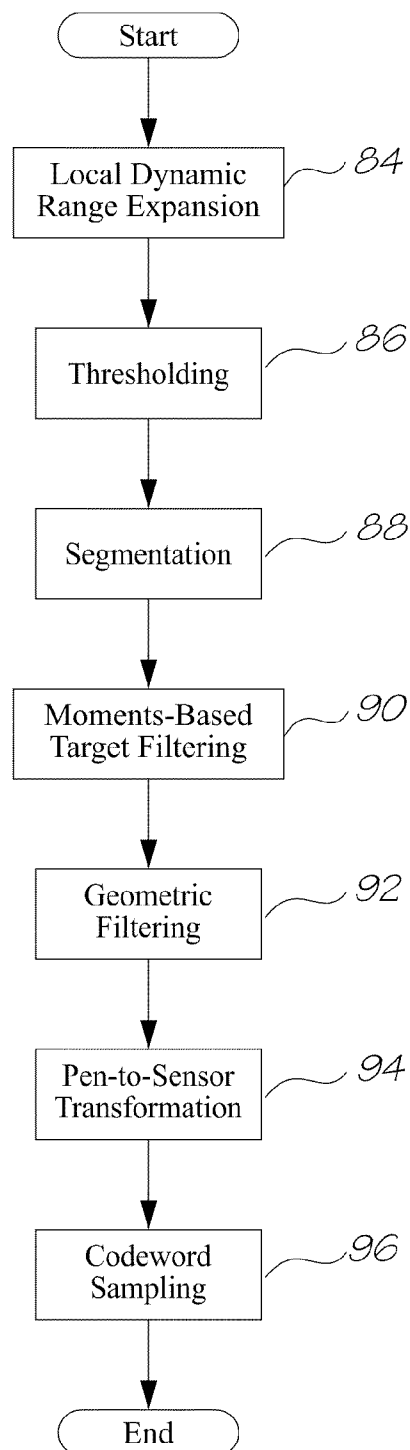 Start
Local Dynamic
Range Expansion
84
Thresholding
86
Segmentation
88
Moments-Based
Target Filtering
90
Geometric
Filtering
92
Pen-to-Sensor
Transformation
94
Codeword
Sampling
96
End